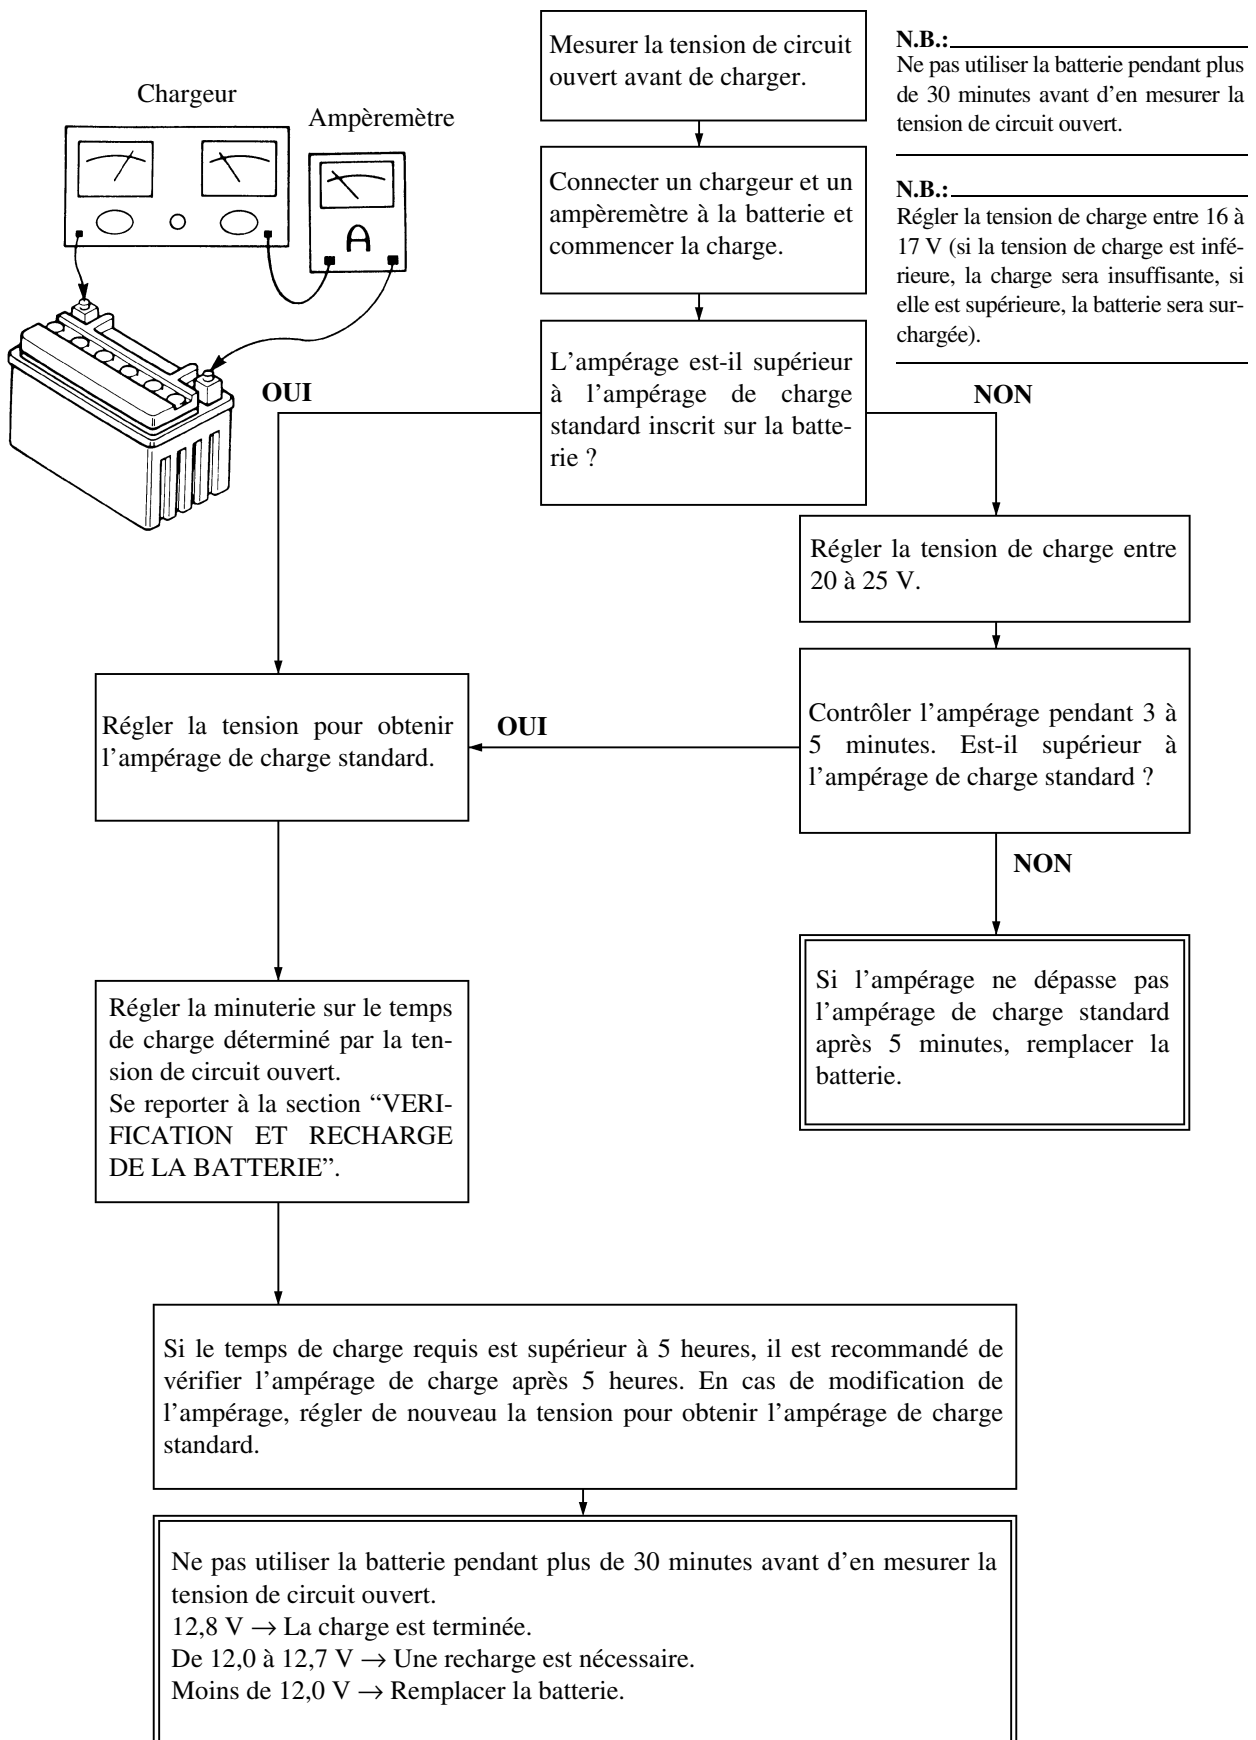 Chargeur
Ampèremètre
A
Mesurer la tension de circuit
ouvert avant de charger.
N.B.:
Ne pas utiliser la batterie pendant plus
de 30 minutes avant d’en mesurer la
tension de circuit ouvert.
Connecter un chargeur et un
ampèremètre à la batterie et
commencer la charge.
N.B.:
Régler la tension de charge entre 16 à
17 V (si la tension de charge est infé-
rieure, la charge sera insuffisante, si
elle est supérieure, la batterie sera sur-
chargée).
L’ampérage est-il supérieur
à l’ampérage de charge
standard inscrit sur la batte-
rie ?
OUI
NON
Régler la tension de charge entre
20 à 25 V.
Régler la tension pour obtenir
l’ampérage de charge standard.
OUI
Contrôler l’ampérage pendant 3 à
5 minutes. Est-il supérieur à
l’ampérage de charge standard ?
NON
Si l’ampérage ne dépasse pas
l’ampérage de charge standard
après 5 minutes, remplacer la
batterie.
Régler la minuterie sur le temps
de charge déterminé par la ten-
sion de circuit ouvert.
Se reporter à la section “VERI-
FICATION ET RECHARGE
DE LA BATTERIE”.
Si le temps de charge requis est supérieur à 5 heures, il est recommandé de
vérifier l’ampérage de charge après 5 heures. En cas de modification de
l’ampérage, régler de nouveau la tension pour obtenir l’ampérage de charge
standard.
Ne pas utiliser la batterie pendant plus de 30 minutes avant d’en mesurer la
tension de circuit ouvert.
12,8 V → La charge est terminée.
De 12,0 à 12,7 V → Une recharge est nécessaire.
Moins de 12,0 V → Remplacer la batterie.